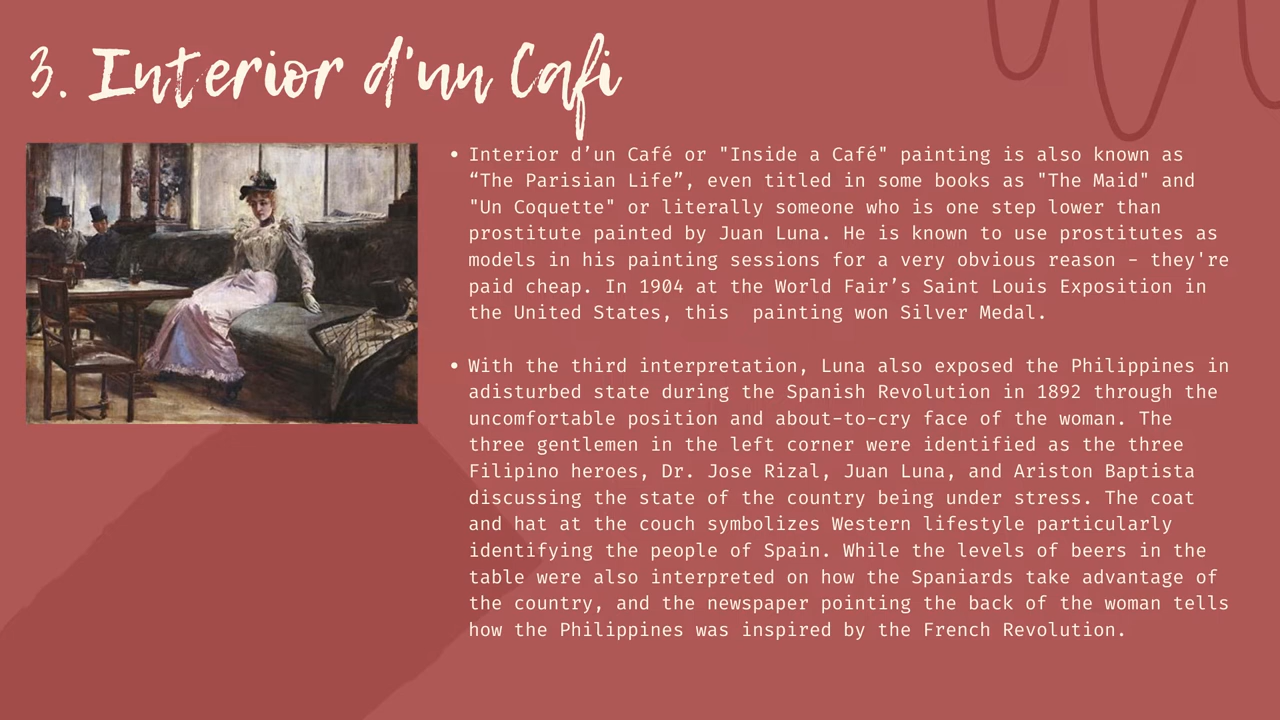 3. Interior d'un Cafi
• Interior d’un Café or "Inside a Café" painting is also known as
“The Parisian Life”, even titled in some books as "The Maid" and
"Un Coquette" or literally someone who is one step lower than
prostitute painted by Juan Luna. He is known to use prostitutes as
models in his painting sessions for a very obvious reason – they're
paid cheap. In 1904 at the World Fair’s Saint Louis Exposition in
the United States, this  painting won Silver Medal.
• With the third interpretation, Luna also exposed the Philippines in
adisturbed state during the Spanish Revolution in 1892 through the
uncomfortable position and about-to-cry face of the woman. The
three gentlemen in the left corner were identified as the three
Filipino heroes, Dr. Jose Rizal, Juan Luna, and Ariston Baptista
discussing the state of the country being under stress. The coat
and hat at the couch symbolizes Western lifestyle particularly
identifying the people of Spain. While the levels of beers in the
table were also interpreted on how the Spaniards take advantage of
the country, and the newspaper pointing the back of the woman tells
how the Philippines was inspired by the French Revolution.